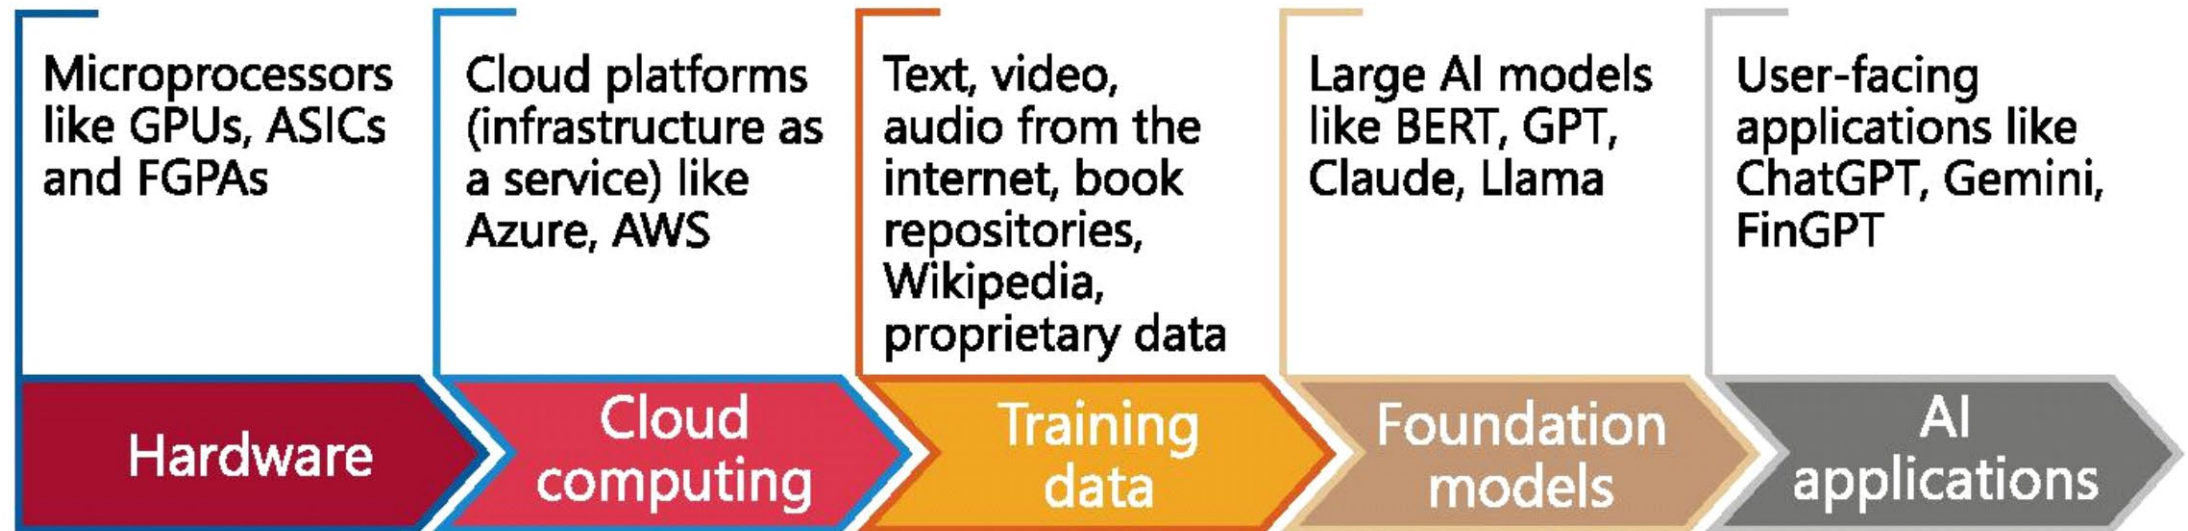 Microprocessors
like GPUs, ASICs
and FGPAs
Cloud platforms
(infrastructure as
a service) like
Azure, AWS
Text, video,
audio from the
internet, book
repositories,
Wikipedia,
proprietary data
Large AI models
like BERT, GPT,
Claude, Llama
User-facing
applications like
ChatGPT, Gemini,
FinGPT
Hardware
Cloud
computing
Training
data
Foundation
models
AI
applications